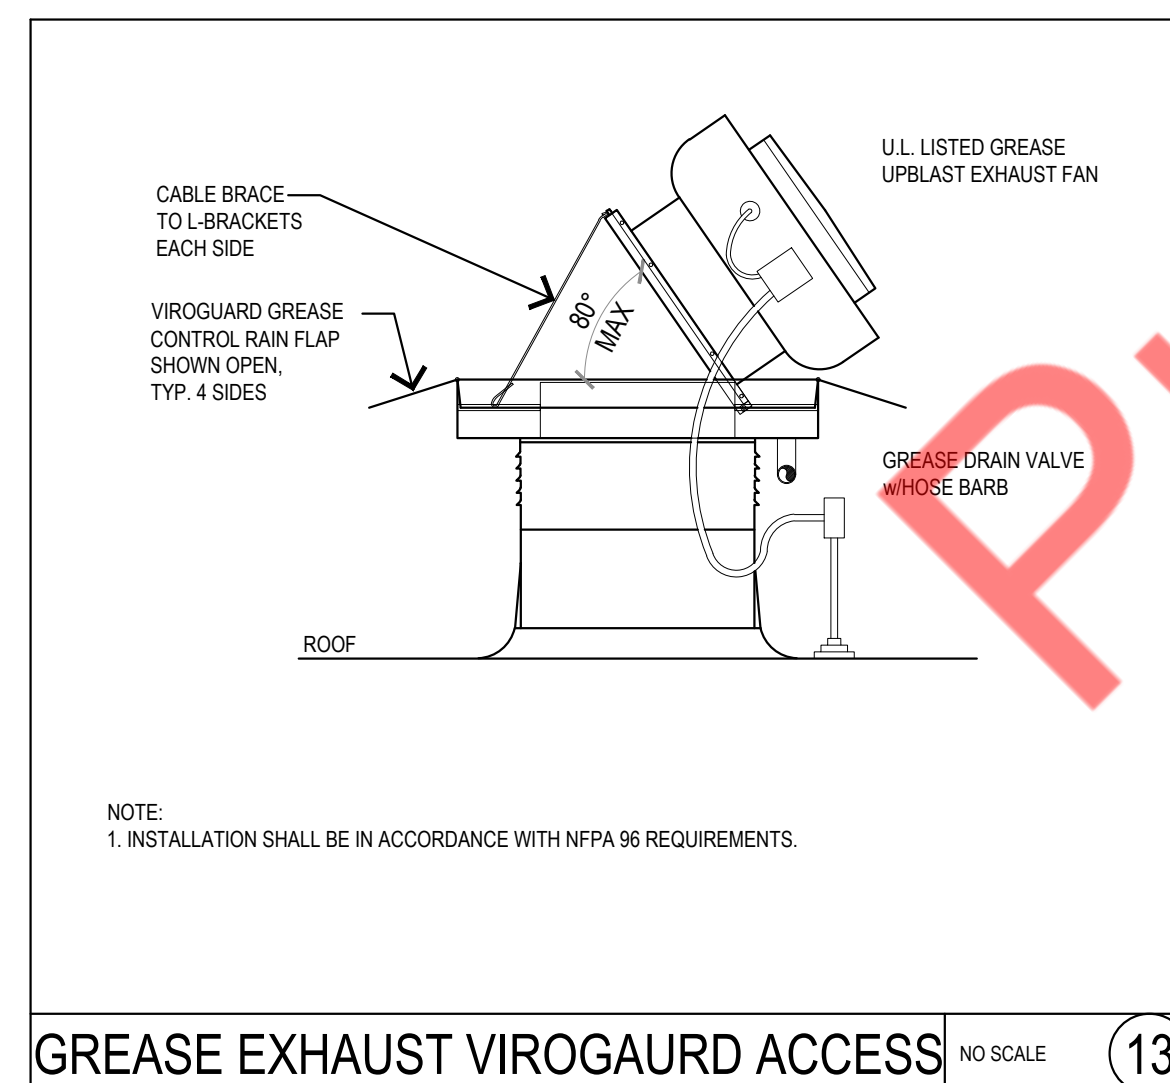 U.L. LISTED GREASE
UPBLAST EXHAUST FAN
CABLE BRACE
TO L-BRACKETS
EACH SIDE
VIROGUARD GREASE
CONTROL RAIN FLAP
SHOWN OPEN,
TYP. 4 SIDES
80°
MAX
GREASE DRAIN VALVE
w/HOSE BARB
ROOF
NOTE:
1. INSTALLATION SHALL BE IN ACCORDANCE WITH NFPA 96 REQUIREMENTS.
GREASE EXHAUST VIROGAURD ACCESS
NO SCALE
13